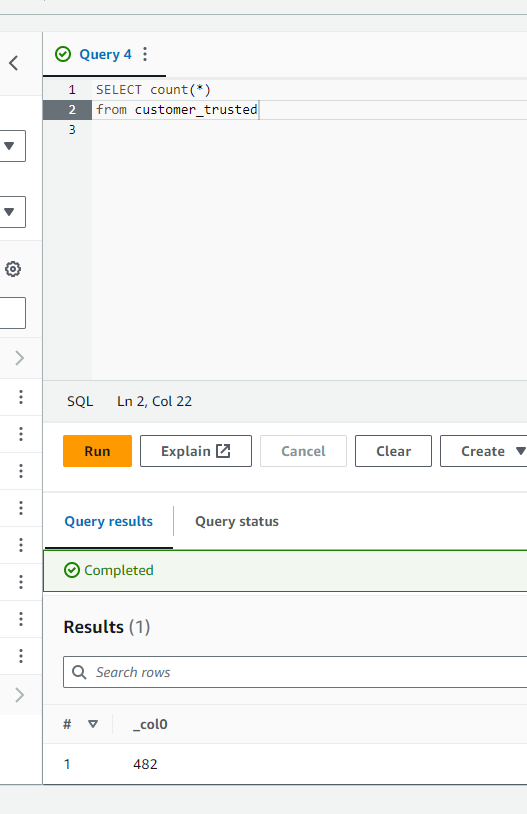 Query 4
1 SELECT count(*)
2 from customer_trusted
3
SQL Ln 2, Col 22
Run Explain Cancel Clear Create
Query results Query status
Completed
Results (1)
Search rows
# _col0
1 482